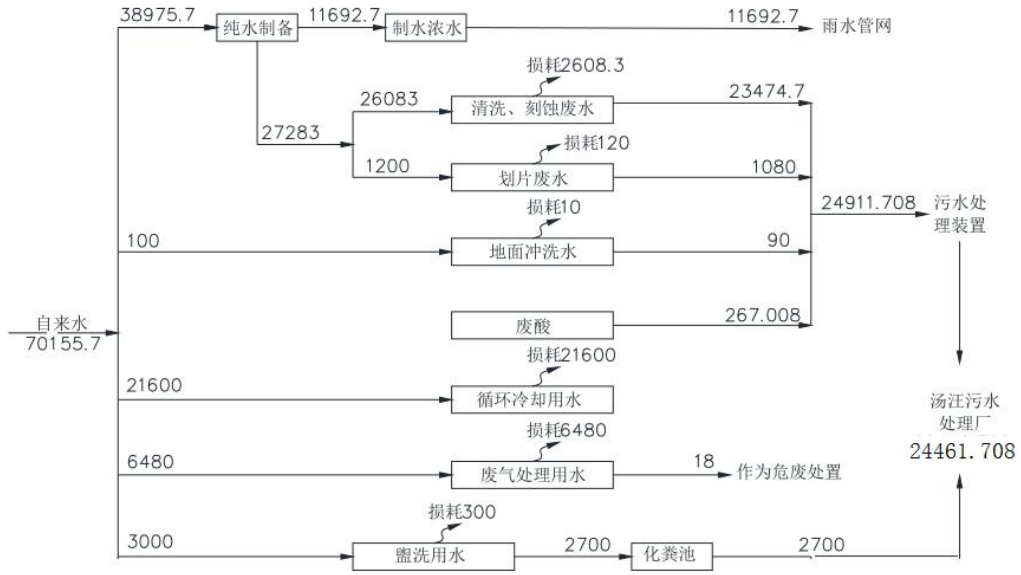 38975.7
纯水制备
11692.7
制水浓水
11692.7
雨水管网
损耗2608.3
26083
清洗、刻蚀废水
23474.7
27283
损耗120
1200
划片废水
1080
24911.708
污水处
理装置
损耗10
100
地面冲洗水
90
自来水
70155.7
废酸
267.008
损耗21600
21600
循环冷却用水
汤汪污水
处理厂
24461.708
损耗6480
6480
废气处理用水
18
作为危废处置
损耗300
3000
盥洗用水
2700
化粪池
2700